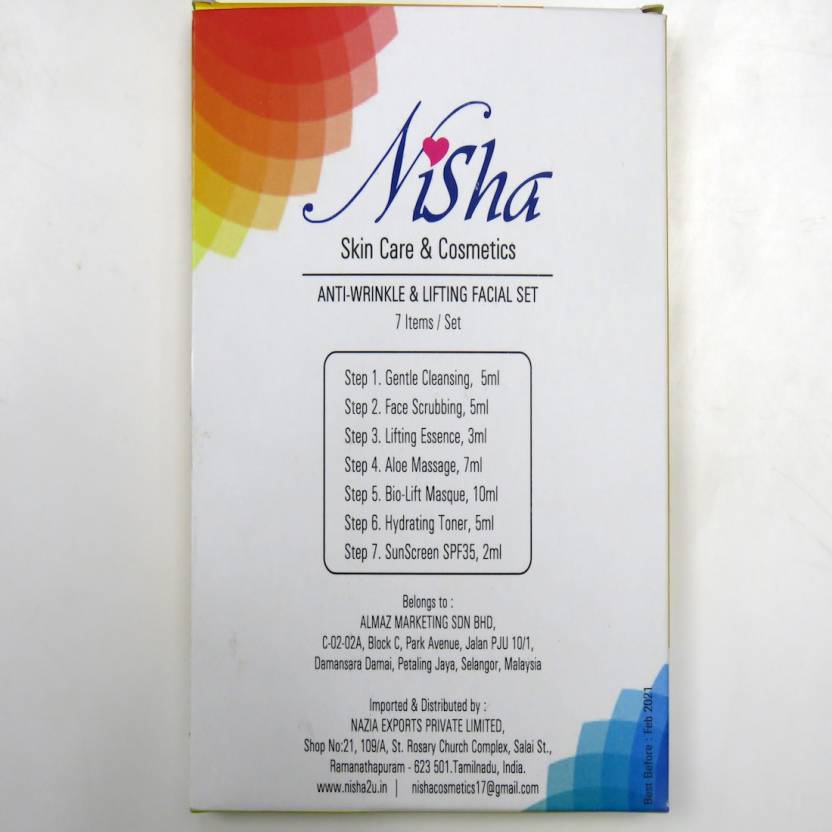 Nisha
Skin Care & Cosmetics
ANTI-WRINKLE & LIFTING FACIAL SET
7 Items / Set
Step 1. Gentle Cleansing, 5ml
Step 2. Face Scrubbing, 5ml
Step 3. Lifting Essence, 3ml
Step 4. Aloe Massage, 7ml
Step 5. Bio-Lift Masque, 10ml
Step 6. Hydrating Toner, 5ml
Step 7. SunScreen SPF35, 2ml
Belongs to :
ALMAZ MARKETING SDN BHD,
C-02-02A, Block C, Park Avenue, Jalan PJU 10/1,
Damansara Damai, Petaling Jaya, Selangor, Malaysia
Imported & Distributed by :
NAZIA EXPORTS PRIVATE LIMITED,
Shop No:21, 109/A, St. Rosary Church Complex, Salai St.,
Ramanathapuram - 623 501.Tamilnadu, India.
www.nisha2u.in | nishacosmetics17@gmail.com
Best Before : Feb 2021